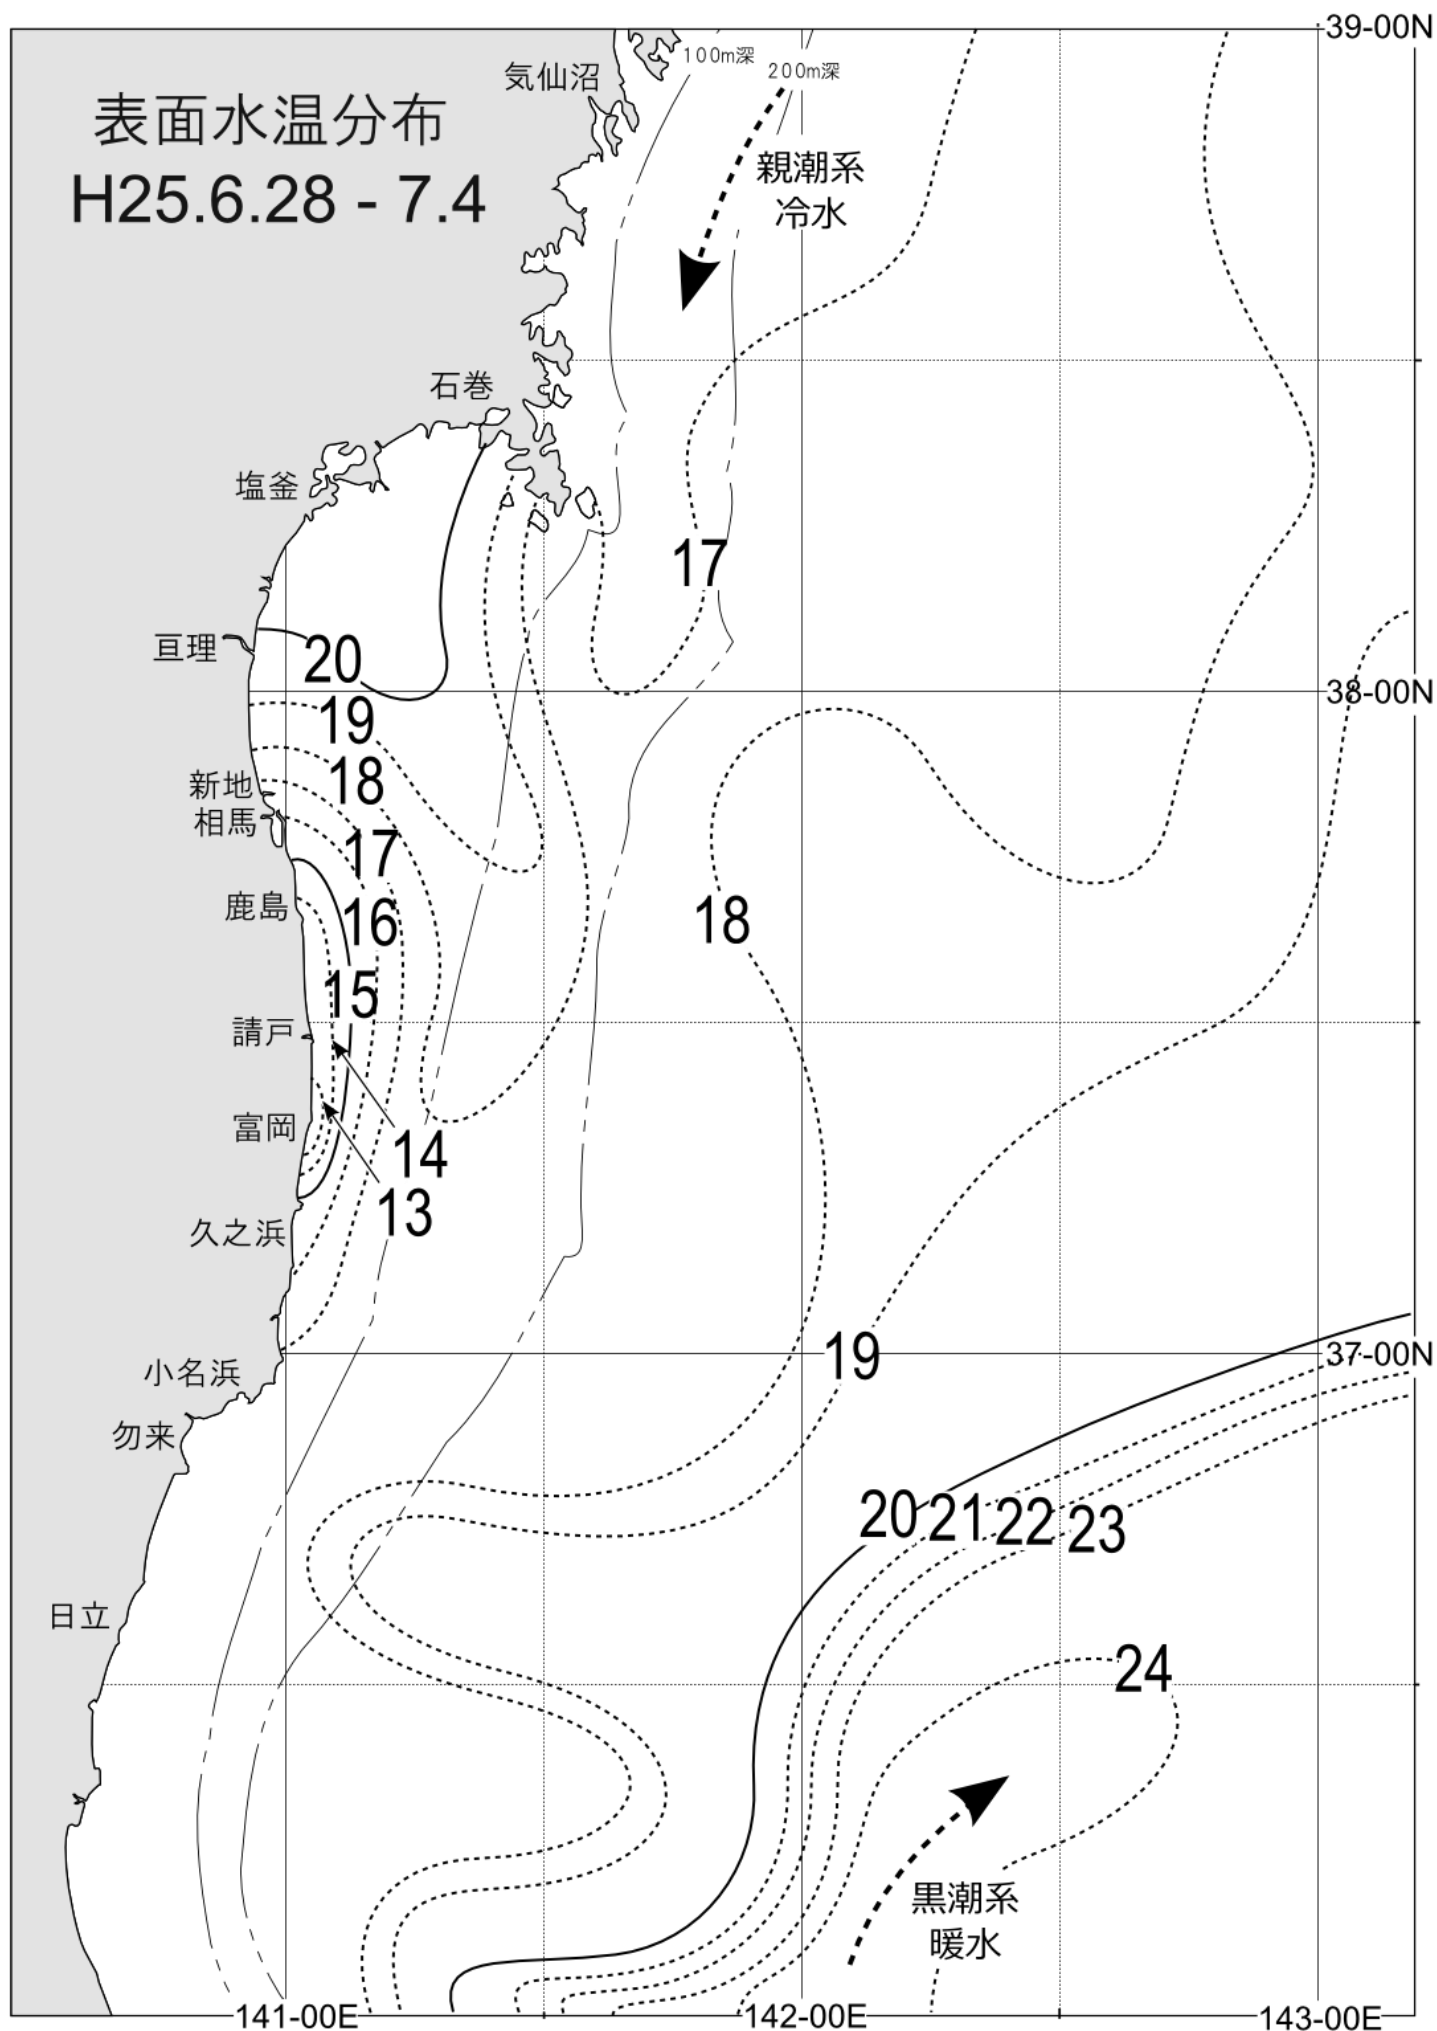 39-00N
100m深
200m深
気仙沼
表面水温分布
H25.6.28 - 7.4
親潮系
冷水
石巻
塩釜
17
亘理
20
38-00N
19
新地
18
相馬
17
鹿島
16
18
15
請戸
富岡
14
13
久之浜
19
37-00N
小名浜
勿来
20
21
22
23
日立
24
黒潮系
暖水
141-00E
142-00E
143-00E